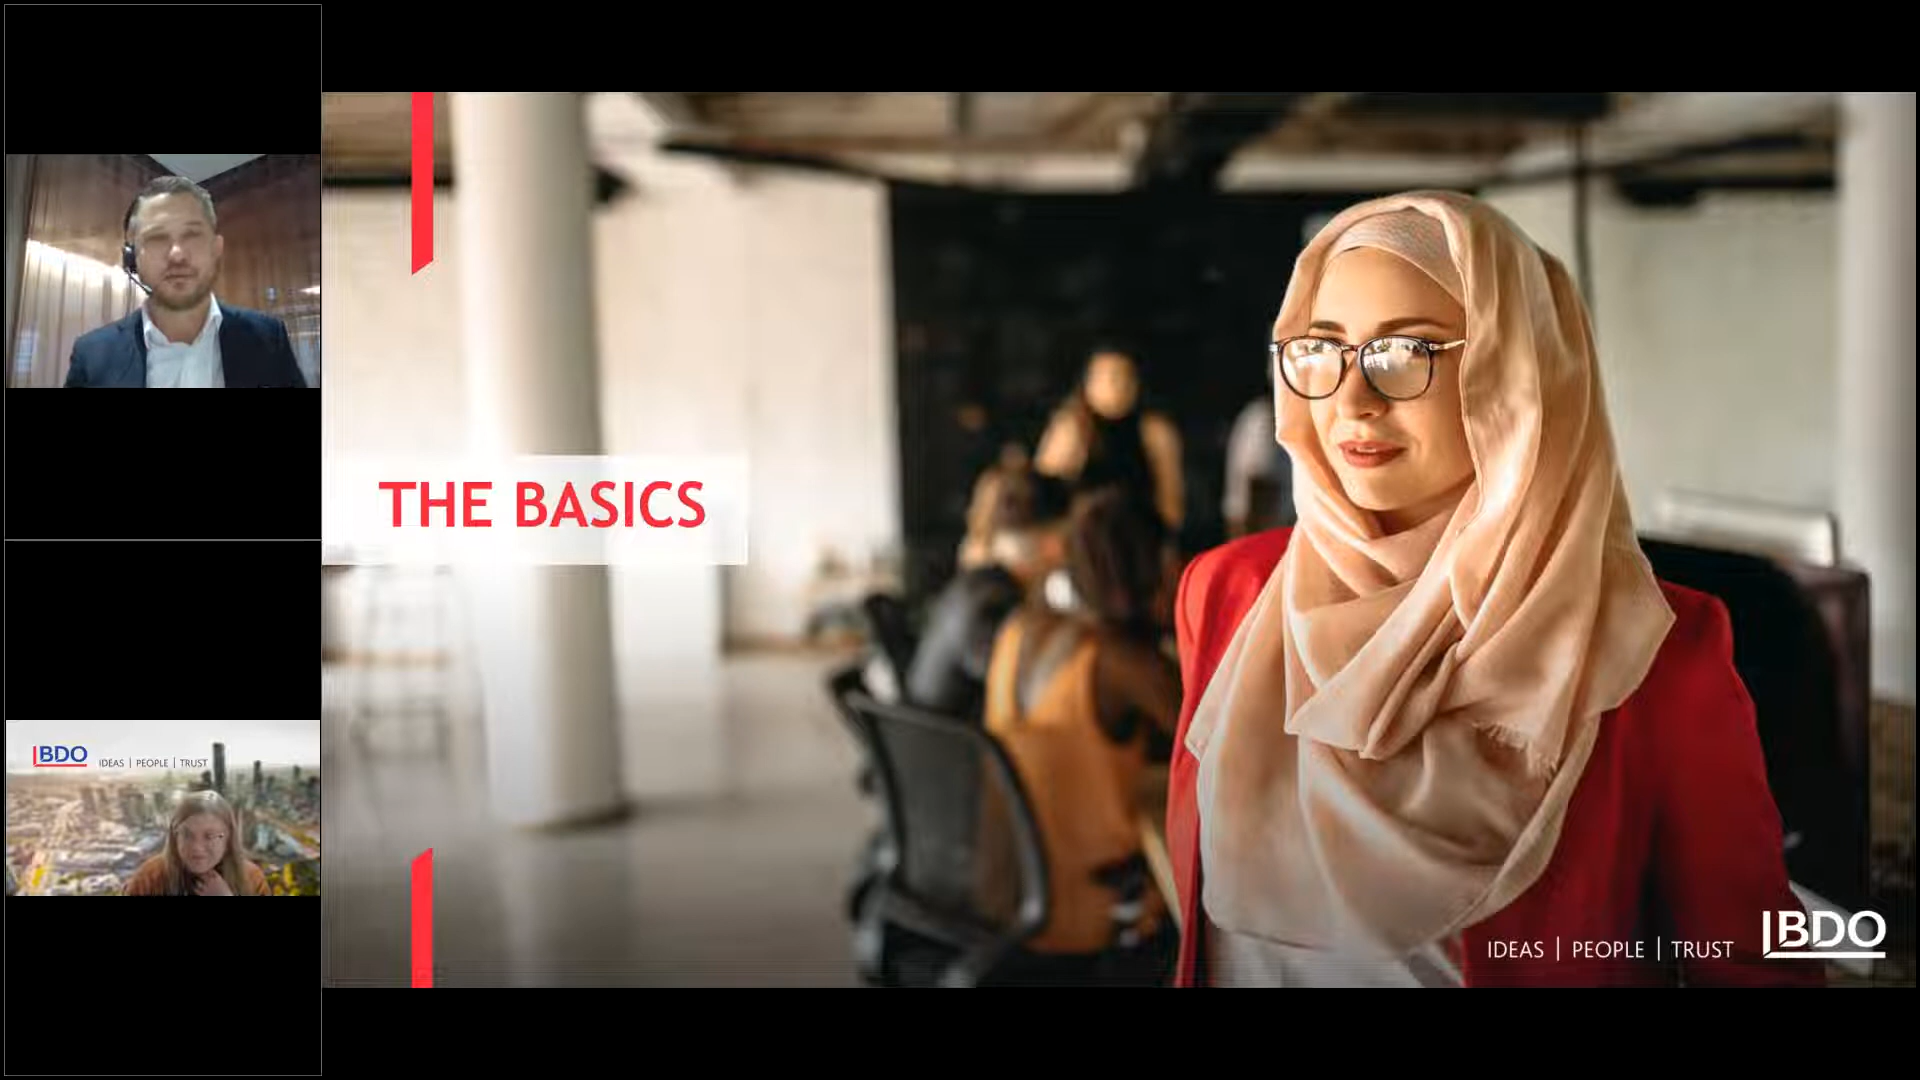 BDO
IDEAS | PEOPLE | TRUST
THE BASICS
IDEAS | PEOPLE | TRUST
BDO